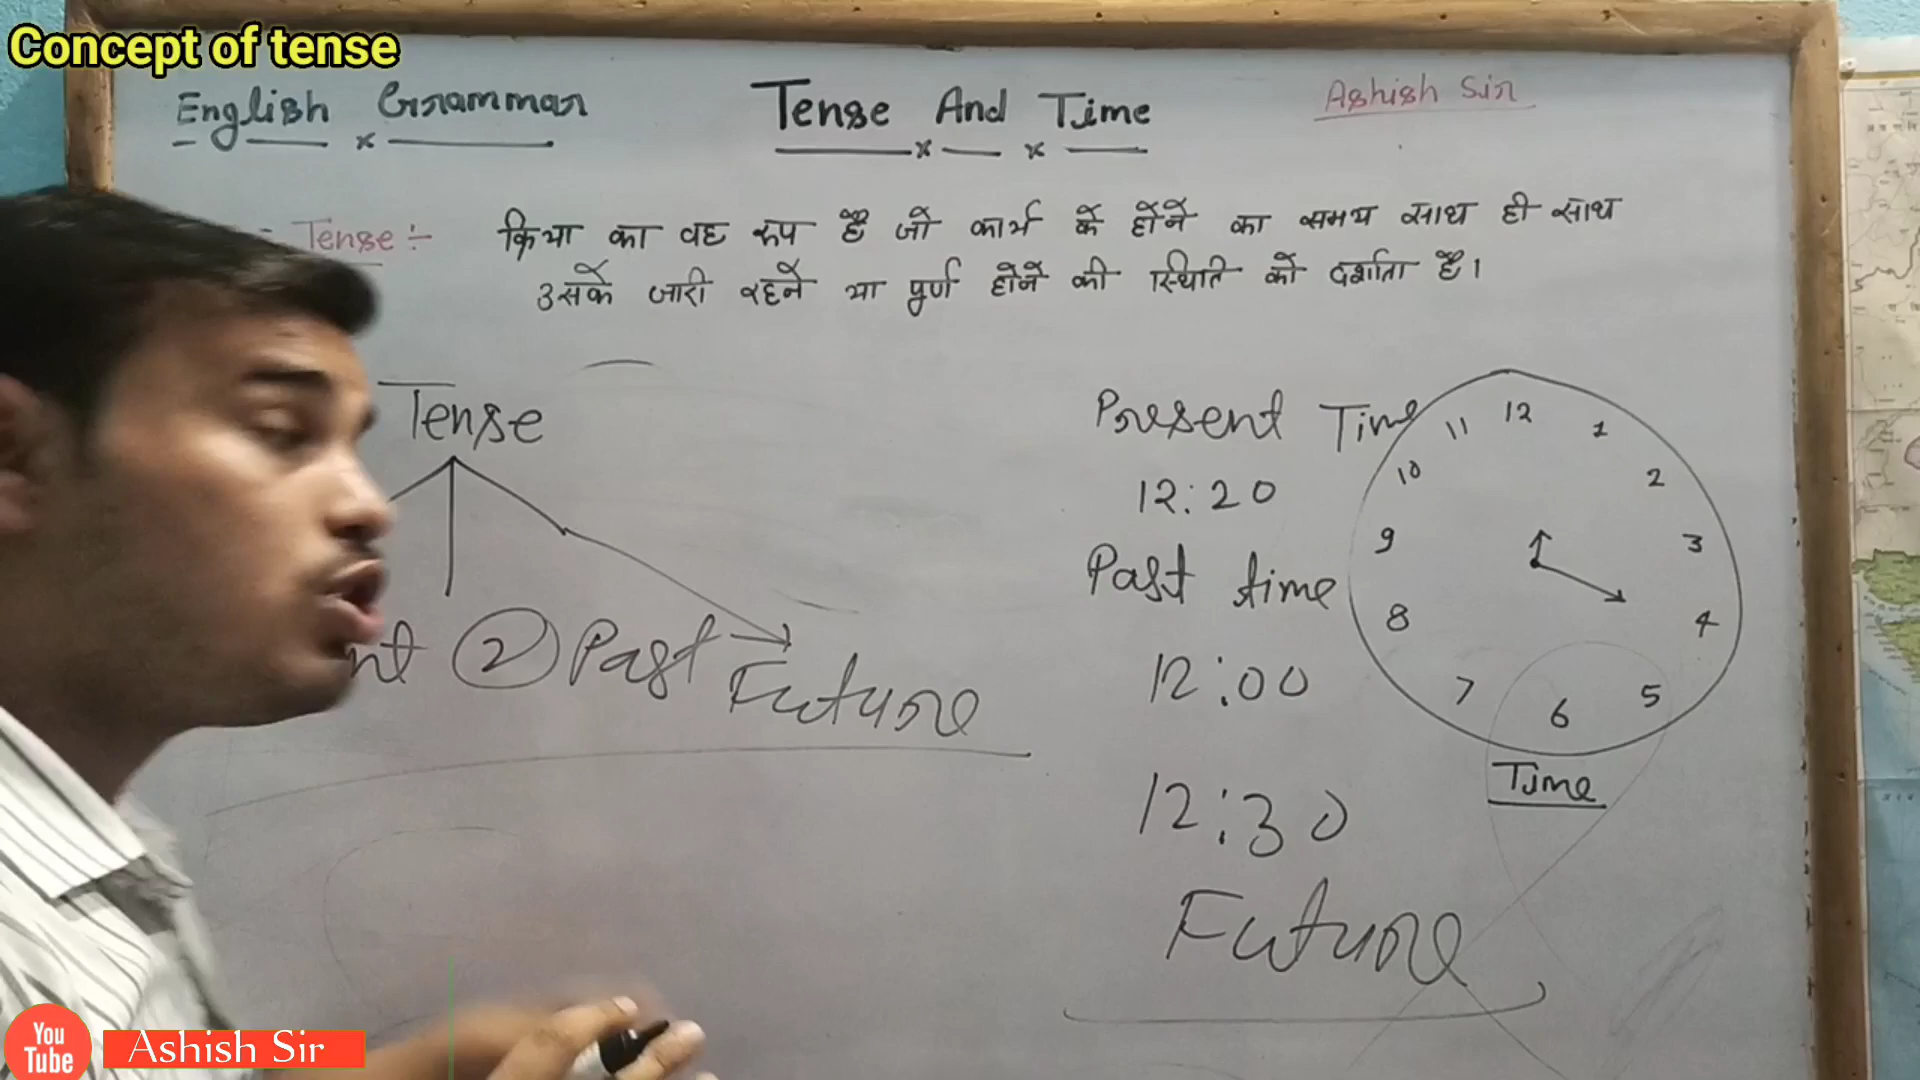 Concept of tense
English Grammar
Tense And Time
Ashish Sir
Tense :-
क्रिया का वह रूप है जो कार्य के होने का समय साथ ही साथ
उसके जारी रहने या पूर्ण होने की स्थिति को दर्शाता है।
Tense
nt ② Past
Future
Present Time
12:20
Past time
12:00
12:30
Future
12
1
2
3
4
5
6
7
8
9
10
11
Time
You
Tube
Ashish Sir